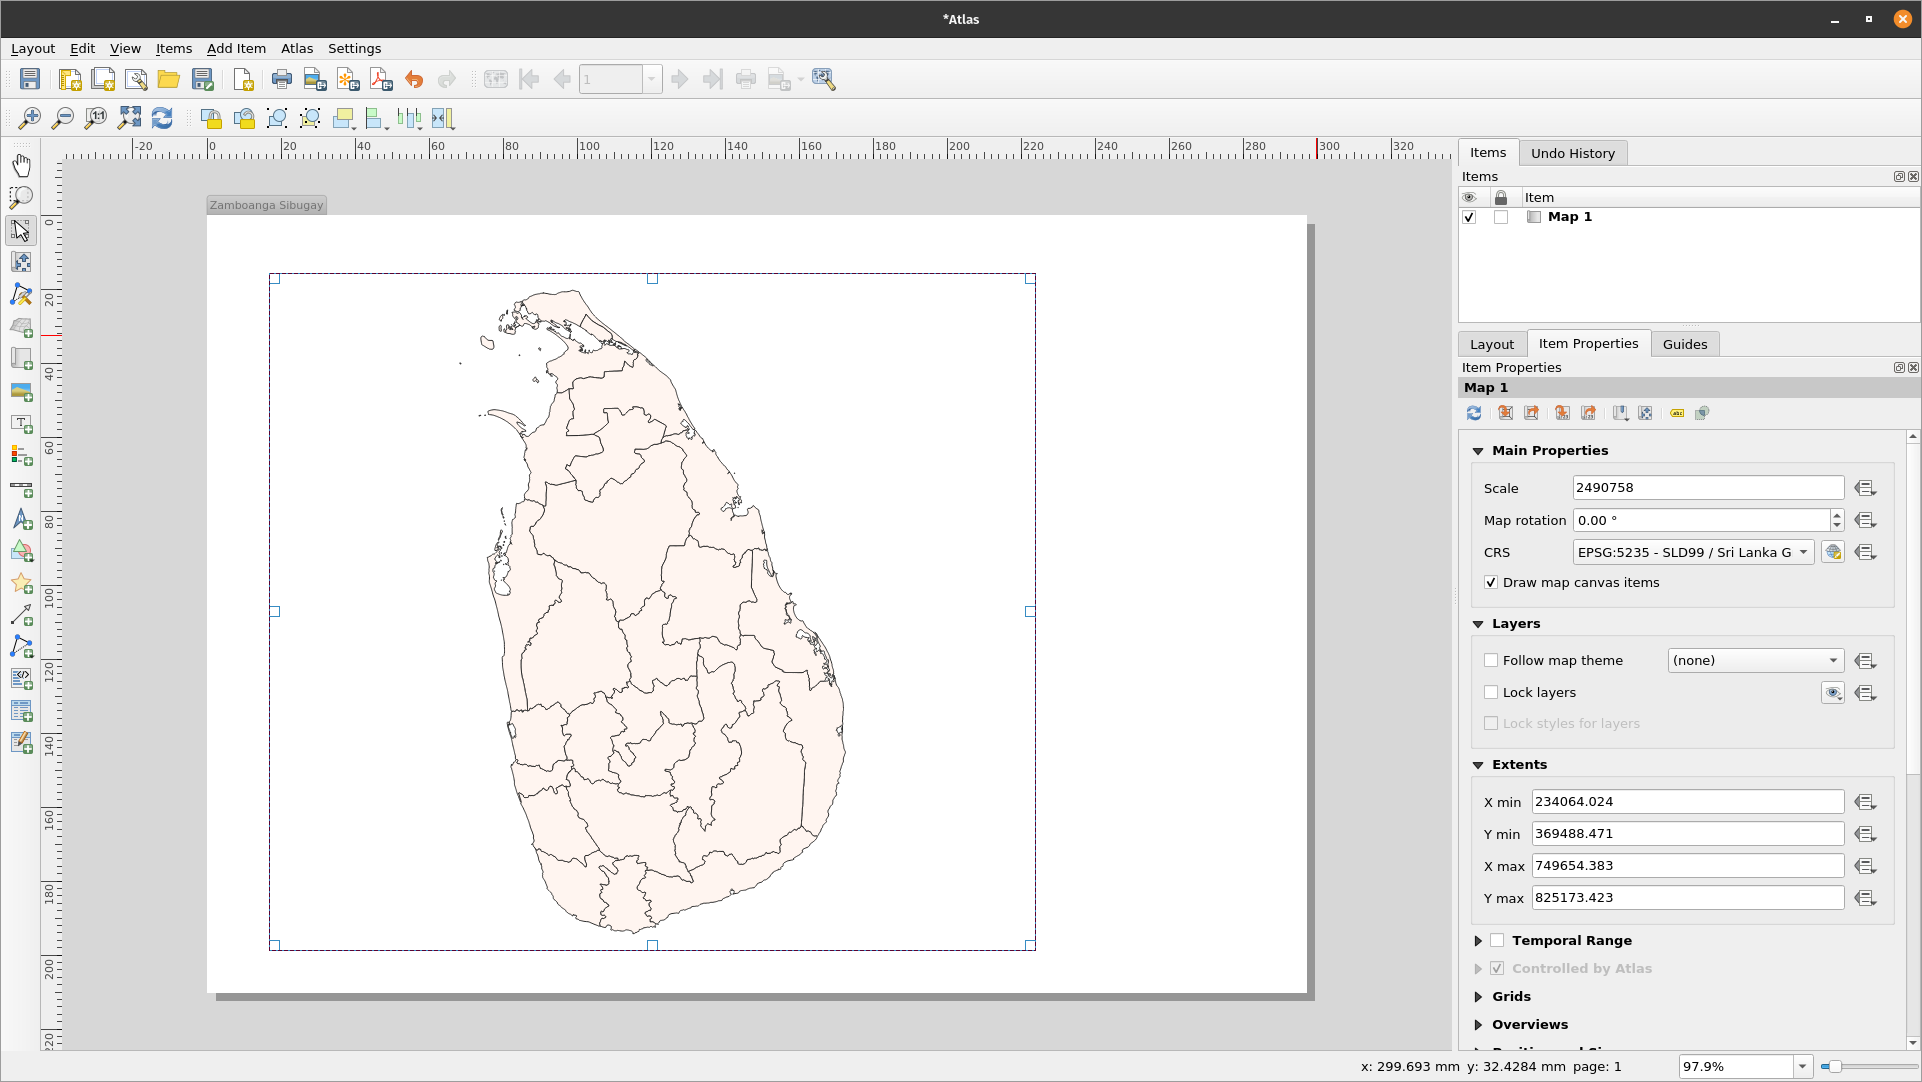 *Atlas
Layout Edit View Items Add Item Atlas Settings
1
1:1
-20 0 20 40 60 80 100 120 140 160 180 200 220 240 260 280 300 320
0 20 40 60 80 100 120 140 160 180 200 220
Zamboanga Sibugay
Items Undo History
Items
Item
Map 1
Layout Item Properties Guides
Item Properties
Map 1
Main Properties
Scale 2490758
Map rotation 0.00 °
CRS EPSG:5235 - SLD99 / Sri Lanka G
Draw map canvas items
Layers
Follow map theme (none)
Lock layers
Lock styles for layers
Extents
X min 234064.024
Y min 369488.471
X max 749654.383
Y max 825173.423
Temporal Range
Controlled by Atlas
Grids
Overviews
x: 299.693 mm y: 32.4284 mm page: 1 97.9%